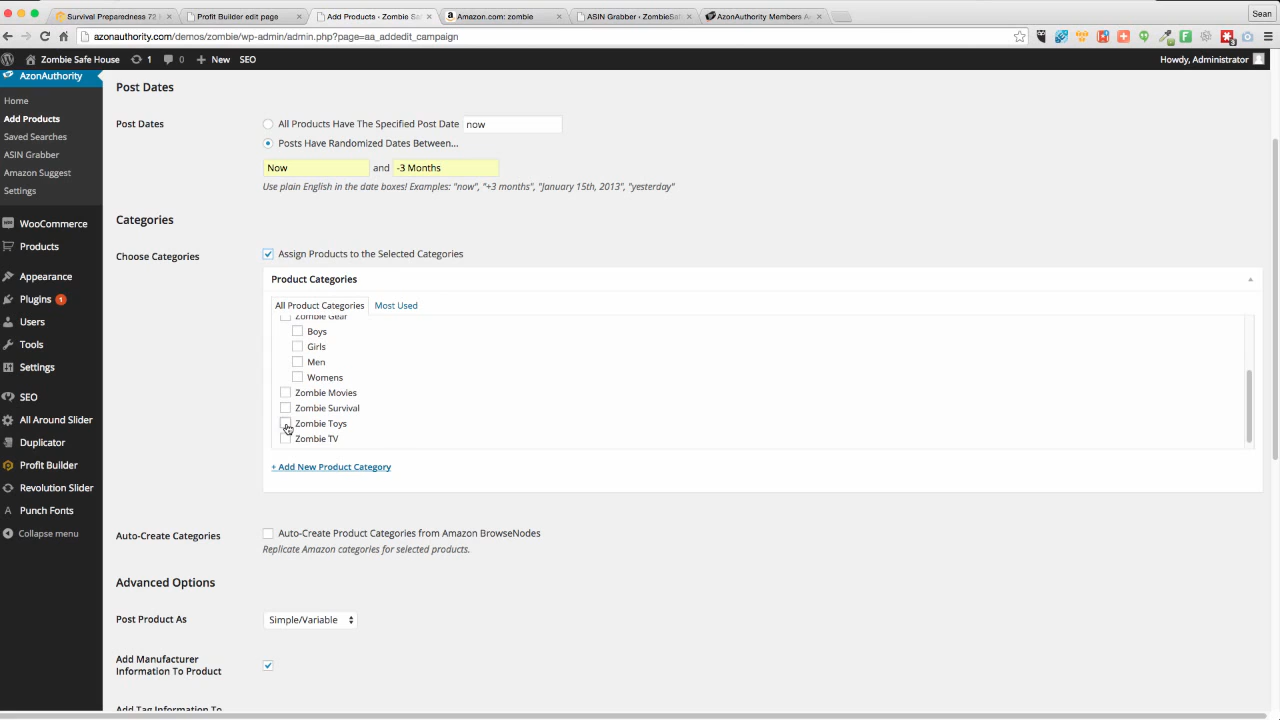 Survival Preparedness 72 H
Profit Builder edit page
Add Products ‹ Zombie Sa
Amazon.com: zombie
ASIN Grabber ‹ ZombieSaf
AzonAuthority Members Ar
Sean
azonauthority.com/demos/zombie/wp-admin/admin.php?page=aa_addedit_campaign
Zombie Safe House
1
0
+ New
SEO
Howdy, Administrator
AzonAuthority
Home
Add Products
Saved Searches
ASIN Grabber
Amazon Suggest
Settings
WooCommerce
Products
Appearance
Plugins 1
Users
Tools
Settings
SEO
All Around Slider
Duplicator
Profit Builder
Revolution Slider
Punch Fonts
Collapse menu
Post Dates
Post Dates
All Products Have The Specified Post Date
now
Posts Have Randomized Dates Between...
Now
and
-3 Months
Use plain English in the date boxes! Examples: "now", "+3 months", "January 15th, 2013", "yesterday"
Categories
Choose Categories
Assign Products to the Selected Categories
Product Categories
All Product Categories
Most Used
Zombie Gear
Boys
Girls
Men
Womens
Zombie Movies
Zombie Survival
Zombie Toys
Zombie TV
+ Add New Product Category
Auto-Create Categories
Auto-Create Product Categories from Amazon BrowseNodes
Replicate Amazon categories for selected products.
Advanced Options
Post Product As
Simple/Variable
Add Manufacturer
Information To Product
Add Tag Information To